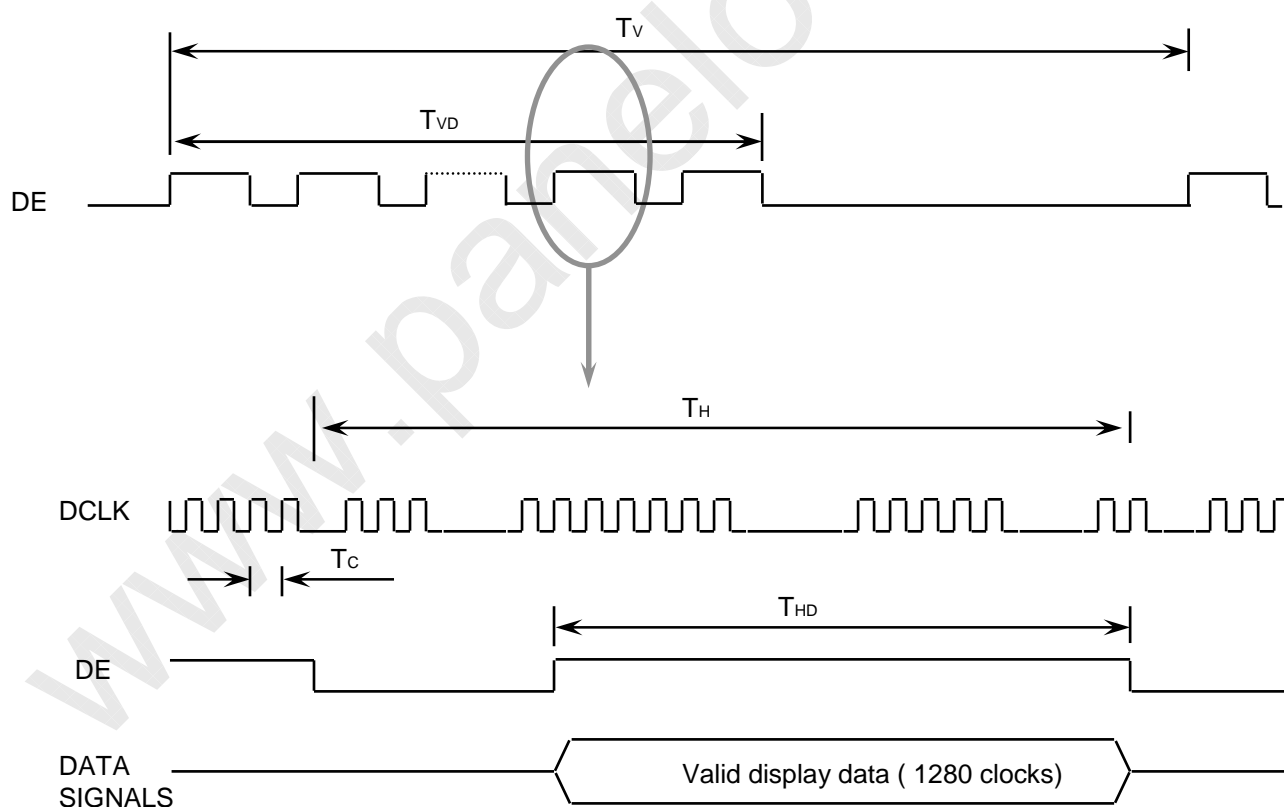 TV
TVD
DE
TH
DCLK
TC
THD
DE
DATA
SIGNALS
Valid display data ( 1280 clocks)
www.panelo